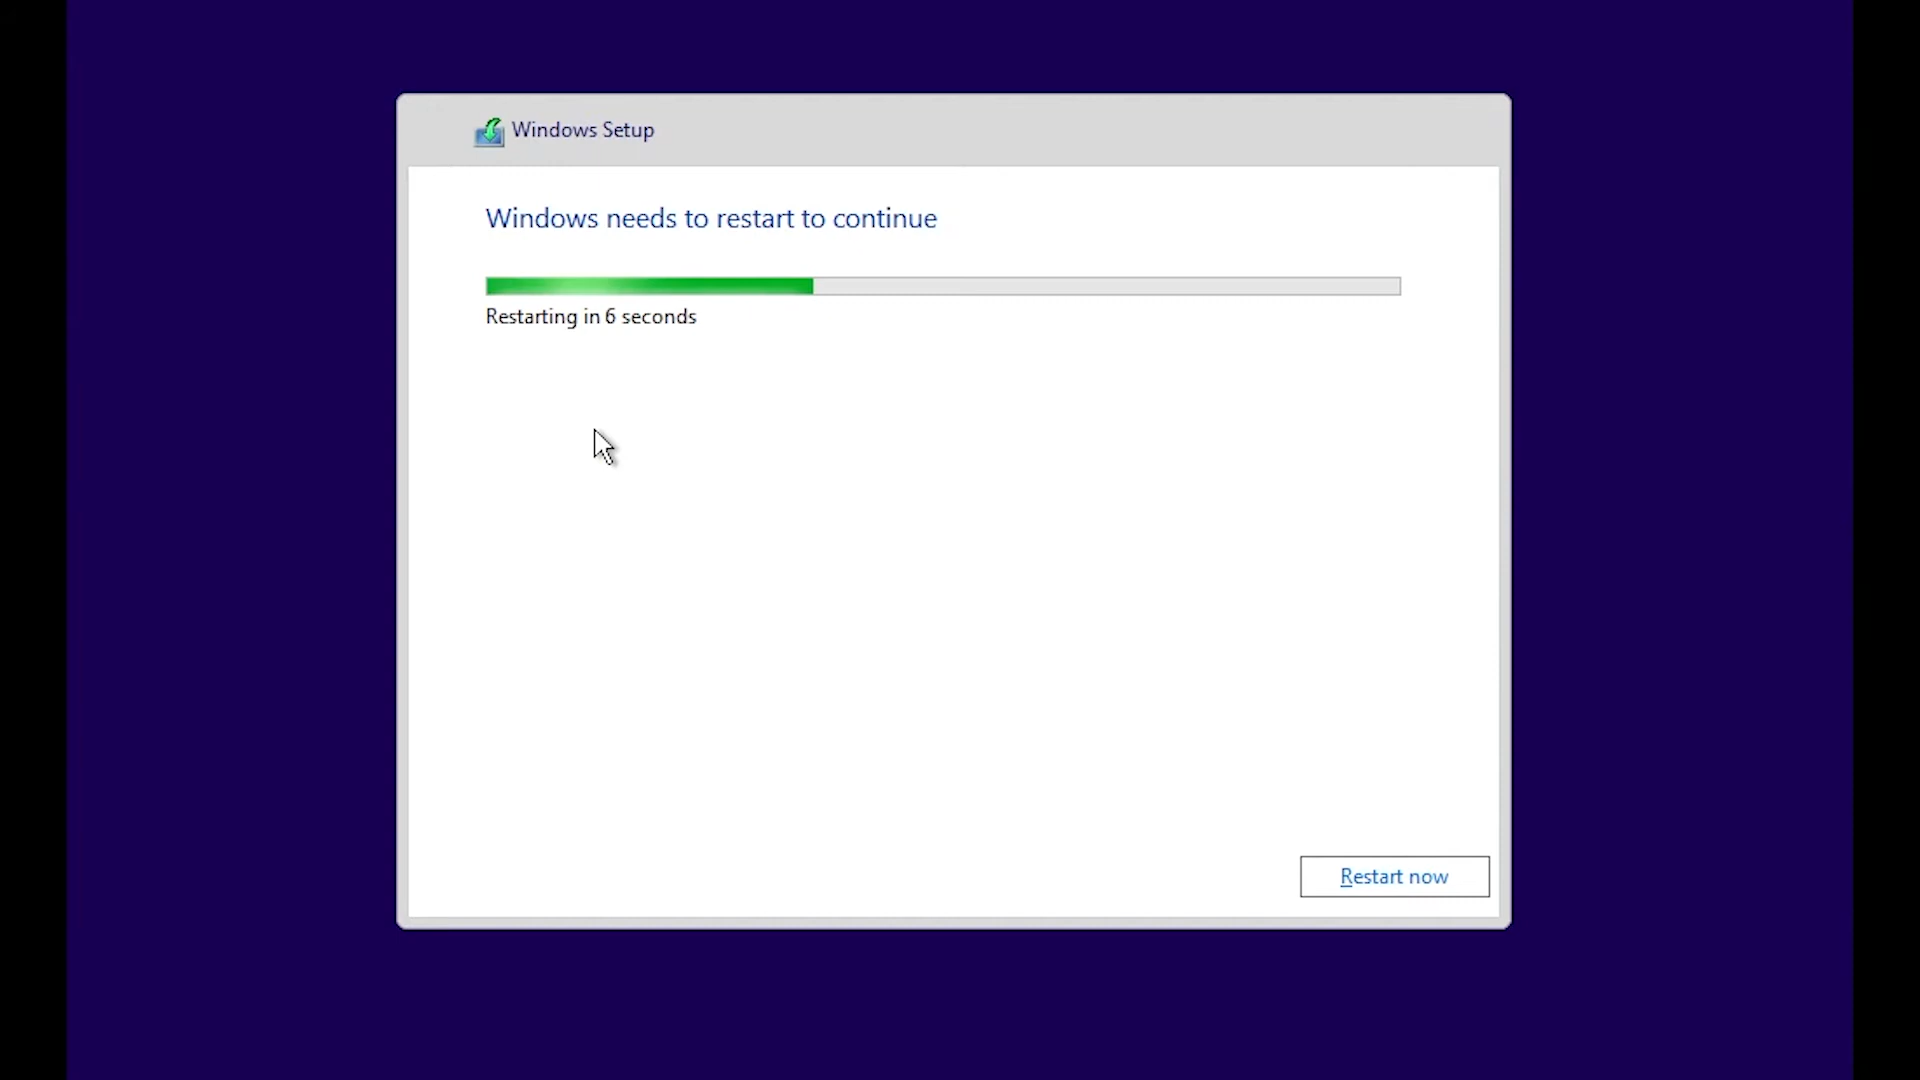 Windows Setup
Windows needs to restart to continue
Restarting in 6 seconds
Restart now